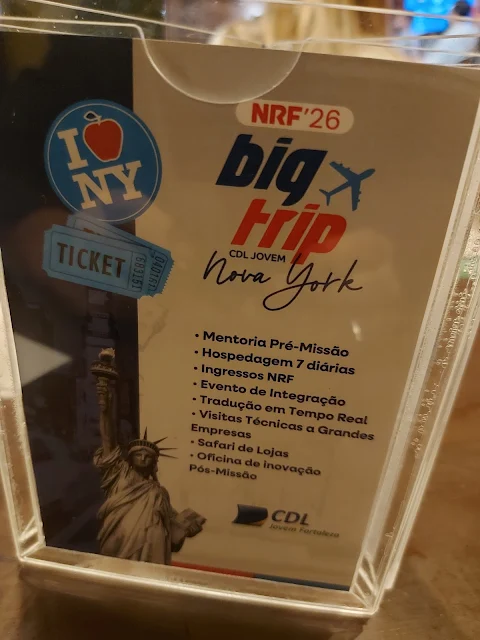 NRF'26
I NY
big
trip
TICKET
CDL JOVEM
Nova York
• Mentoria Pré-Missão
• Hospedagem 7 diárias
• Ingressos NRF
• Evento de Integração
• Tradução em Tempo Real
• Visitas Técnicas a Grandes
Empresas
• Safari de Lojas
• Oficina de Inovação
Pós-Missão
CDL
Jovem Fortaleza